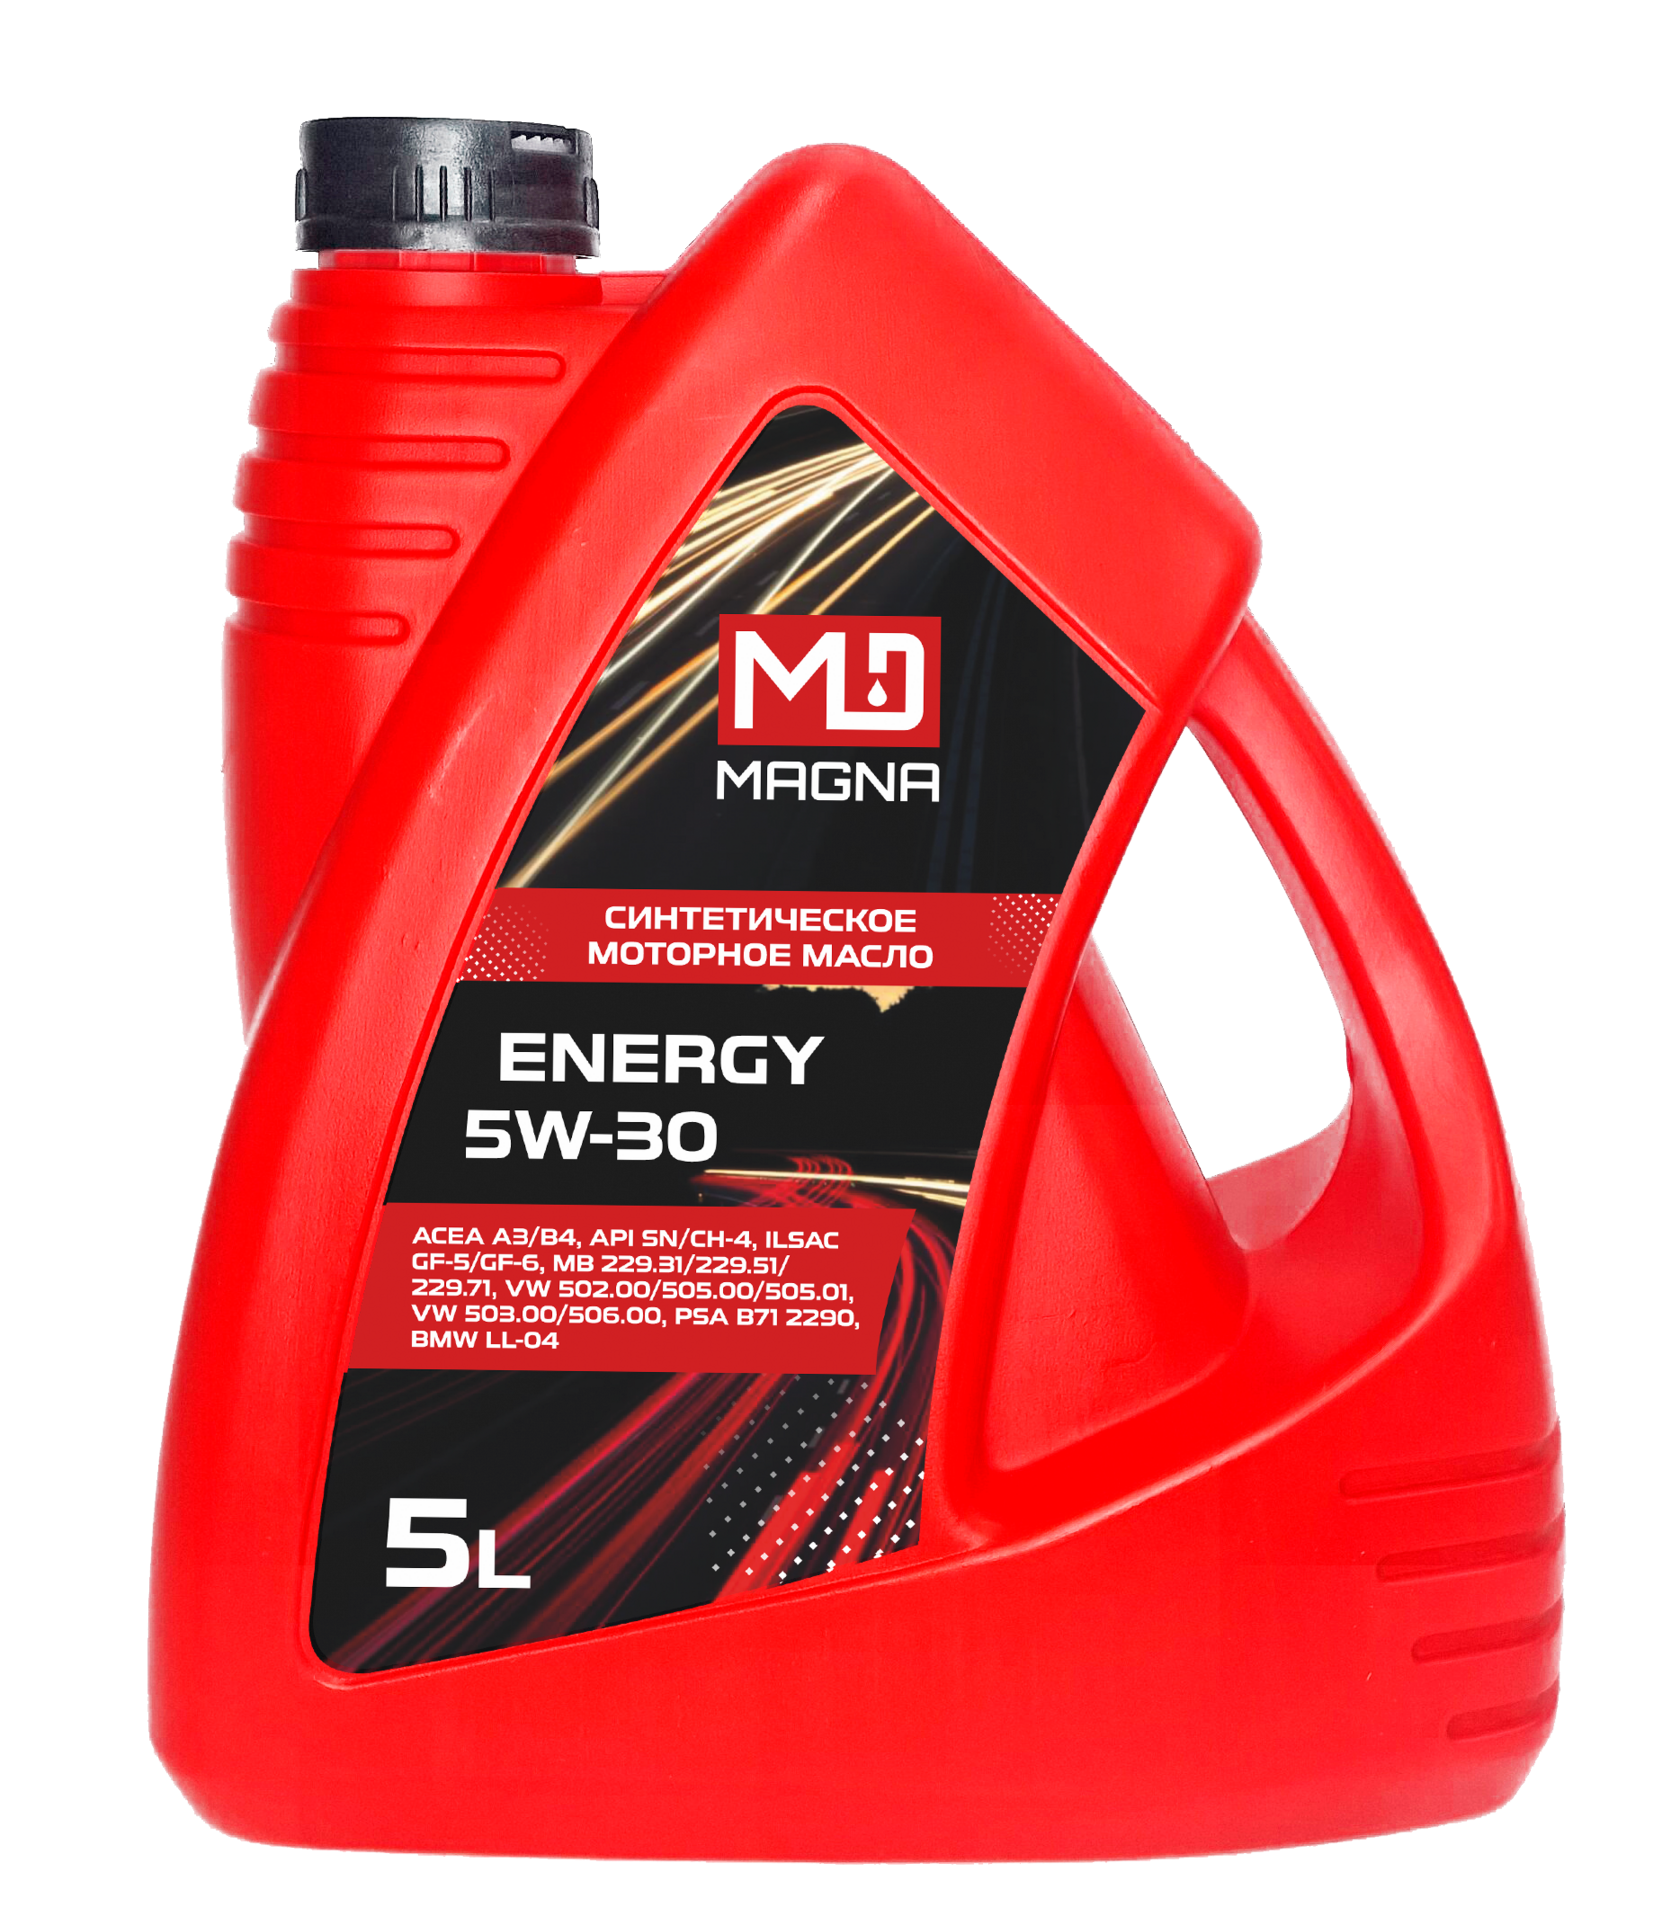 MD
MAGNA
СИНТЕТИЧЕСКОЕ
МОТОРНОЕ МАСЛО
ENERGY
5W-30
ACEA A3/B4, API SN/CH-4, ILSAC
GF-5/GF-6, MB 229.31/229.51/
229.71, VW 502.00/505.00/505.01,
VW 503.00/506.00, PSA B71 2290,
BMW LL-04
5L